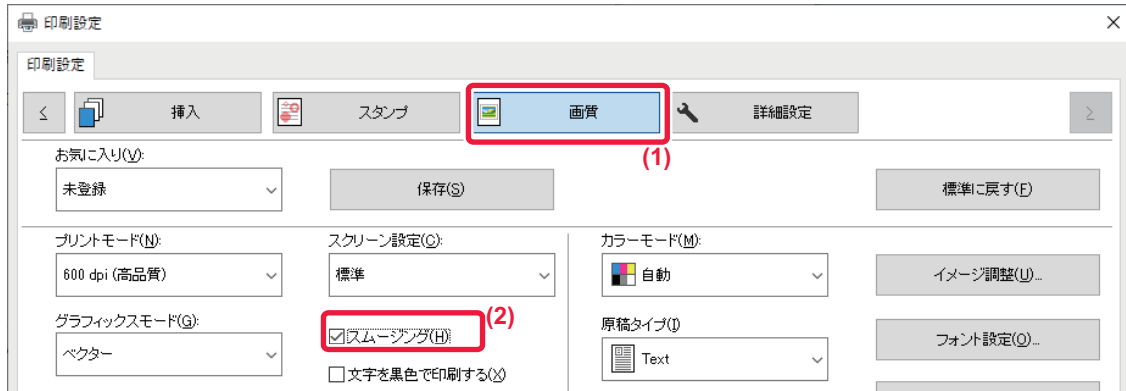 印刷設定
印刷設定
挿入 スタンプ 画質 詳細設定
(1)
お気に入り(V):
未登録 保存(S) 標準に戻す(F)
プリントモード(N): スクリーン設定(C): カラーモード(M):
600 dpi (高品質) 標準 自動 イメージ調整(U)...
(2)
グラフィックスモード(G): スムージング(H) 原稿タイプ(I)
ベクター Text フォント設定(O)...
文字を黒色で印刷する(X)